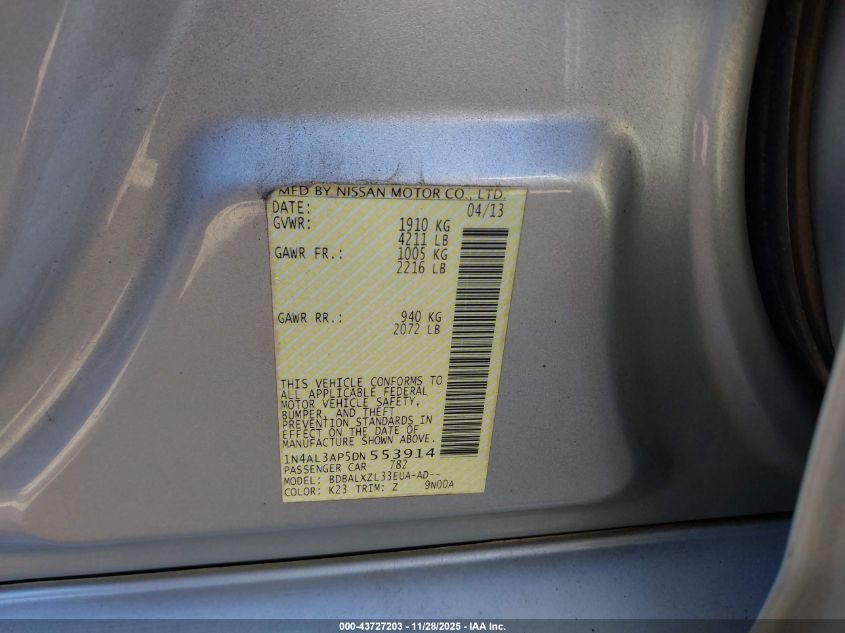 MFD BY NISSAN MOTOR CO., LTD.
DATE: 04/13
GVWR: 1910 KG
4211 LB
GAWR FR.: 1005 KG
2216 LB
GAWR RR.: 940 KG
2072 LB
THIS VEHICLE CONFORMS TO
ALL APPLICABLE FEDERAL
MOTOR VEHICLE SAFETY,
BUMPER, AND THEFT
PREVENTION STANDARDS IN
EFFECT ON THE DATE OF
MANUFACTURE SHOWN ABOVE.
1N4AL3AP5DN 553914
PASSENGER CAR 782
MODEL: BDBALXZL33EUA-AD--
COLOR: K23 TRIM: Z 9N00A
000-43727203 - 11/28/2025 - IAA Inc.